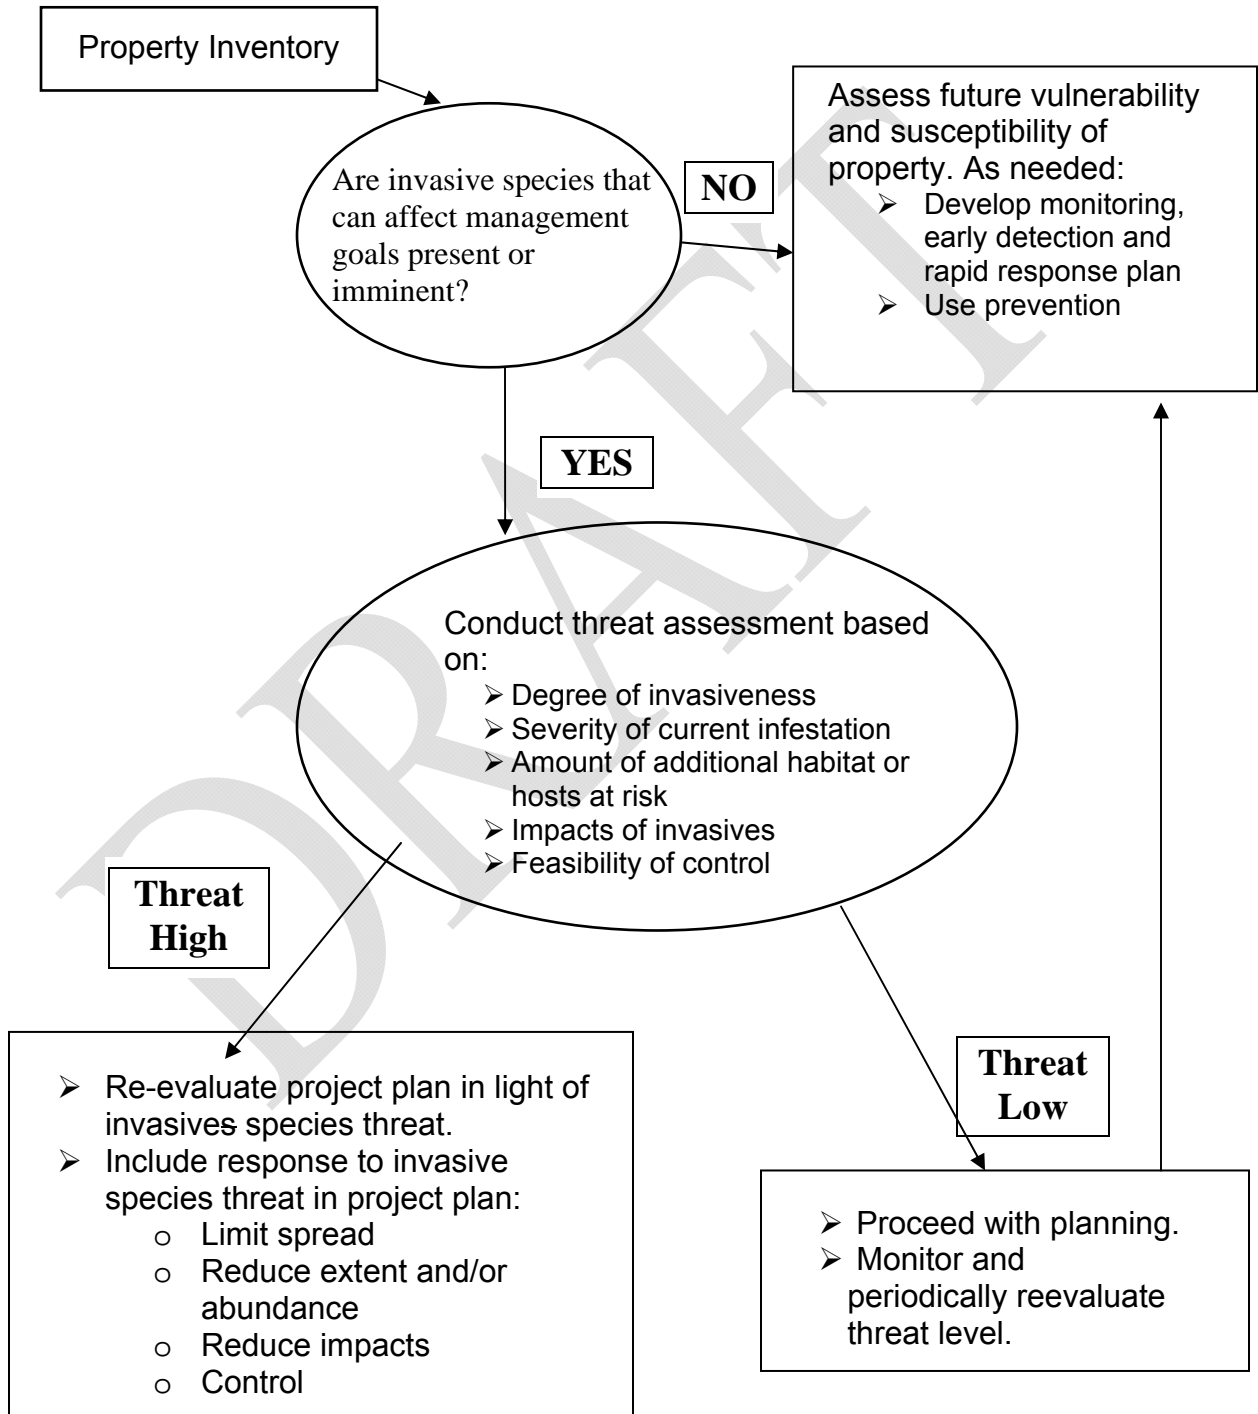 Property Inventory
Are invasive species that
can affect management
goals present or
imminent?
NO
Assess future vulnerability
and susceptibility of
property. As needed:
➢ Develop monitoring,
early detection and
rapid response plan
➢ Use prevention
YES
Conduct threat assessment based
on:
➢ Degree of invasiveness
➢ Severity of current infestation
➢ Amount of additional habitat or
hosts at risk
➢ Impacts of invasives
➢ Feasibility of control
Threat
High
Threat
Low
➢ Re-evaluate project plan in light of
invasives species threat.
➢ Include response to invasive
species threat in project plan:
o Limit spread
o Reduce extent and/or
abundance
o Reduce impacts
o Control
➢ Proceed with planning.
➢ Monitor and
periodically reevaluate
threat level.
DRAFT